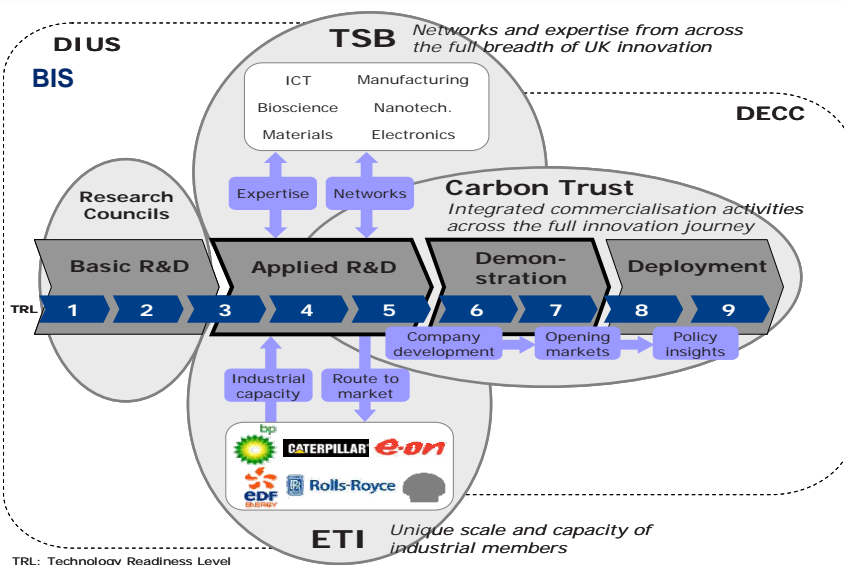 DIUS
BIS
TSB
Networks and expertise from across
the full breadth of UK innovation
ICT
Manufacturing
Bioscience
Nanotech.
Materials
Electronics
DECC
Expertise
Networks
Research
Councils
Carbon Trust
Integrated commercialisation activities
across the full innovation journey
Basic R&D
Applied R&D
Demon-
stration
Deployment
TRL
1
2
3
4
5
6
7
8
9
Company
development
Opening
markets
Policy
insights
Industrial
capacity
Route to
market
bp
CATERPILLAR
e-on
eDF
ENERGY
Rolls-Royce
ETI
Unique scale and capacity of
industrial members
TRL: Technology Readiness Level